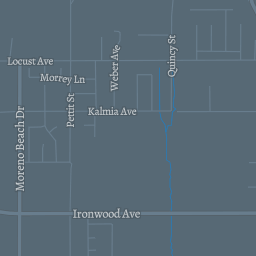 Locust Ave
Morrey Ln
Weber Ave
Quincy St
Pettit St
Kalmia Ave
Moreno Beach Dr
Ironwood Ave